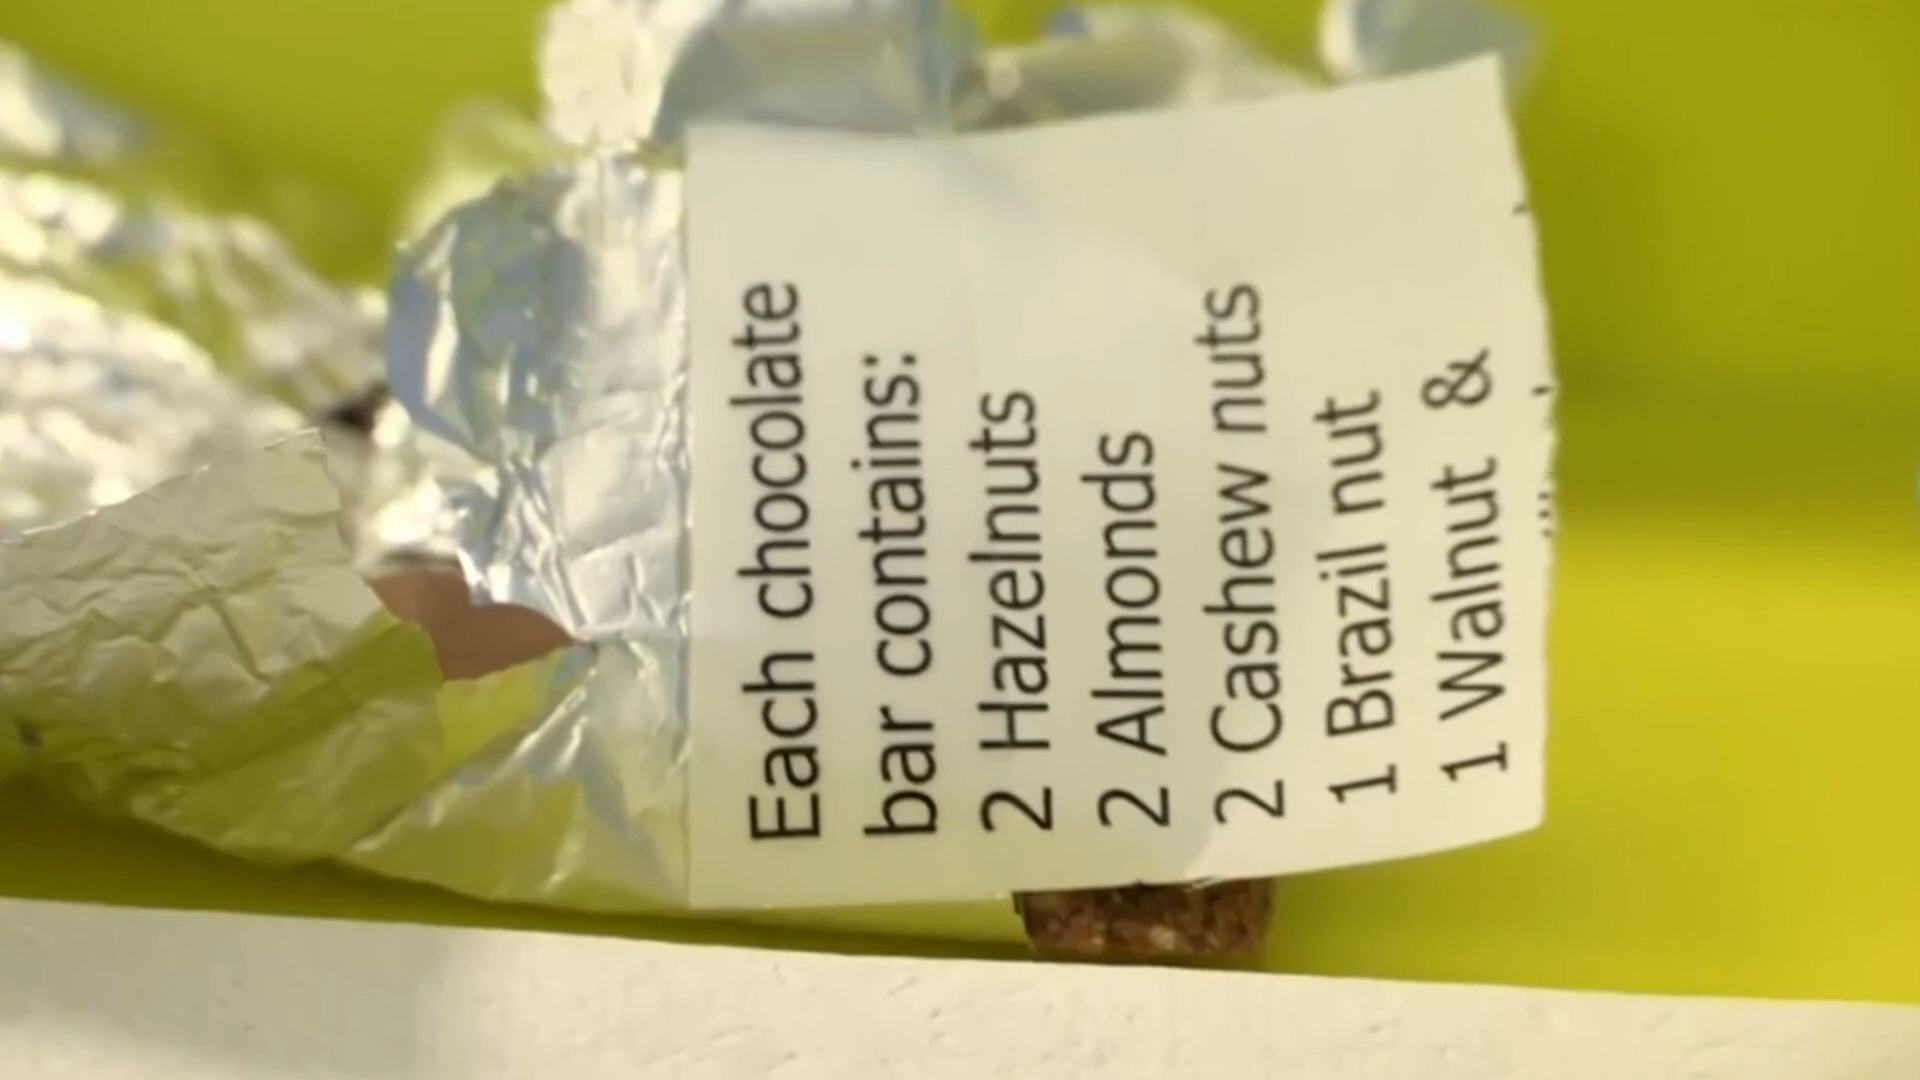 Each chocolate
bar contains:
2 Hazelnuts
2 Almonds
2 Cashew nuts
1 Brazil nut
1 Walnut &